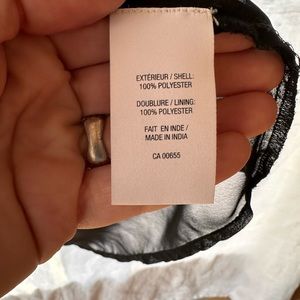 EXTÉRIEUR / SHELL:
100% POLYESTER
DOUBLURE / LINING:
100% POLYESTER
FAIT EN INDE /
MADE IN INDIA
CA 00655